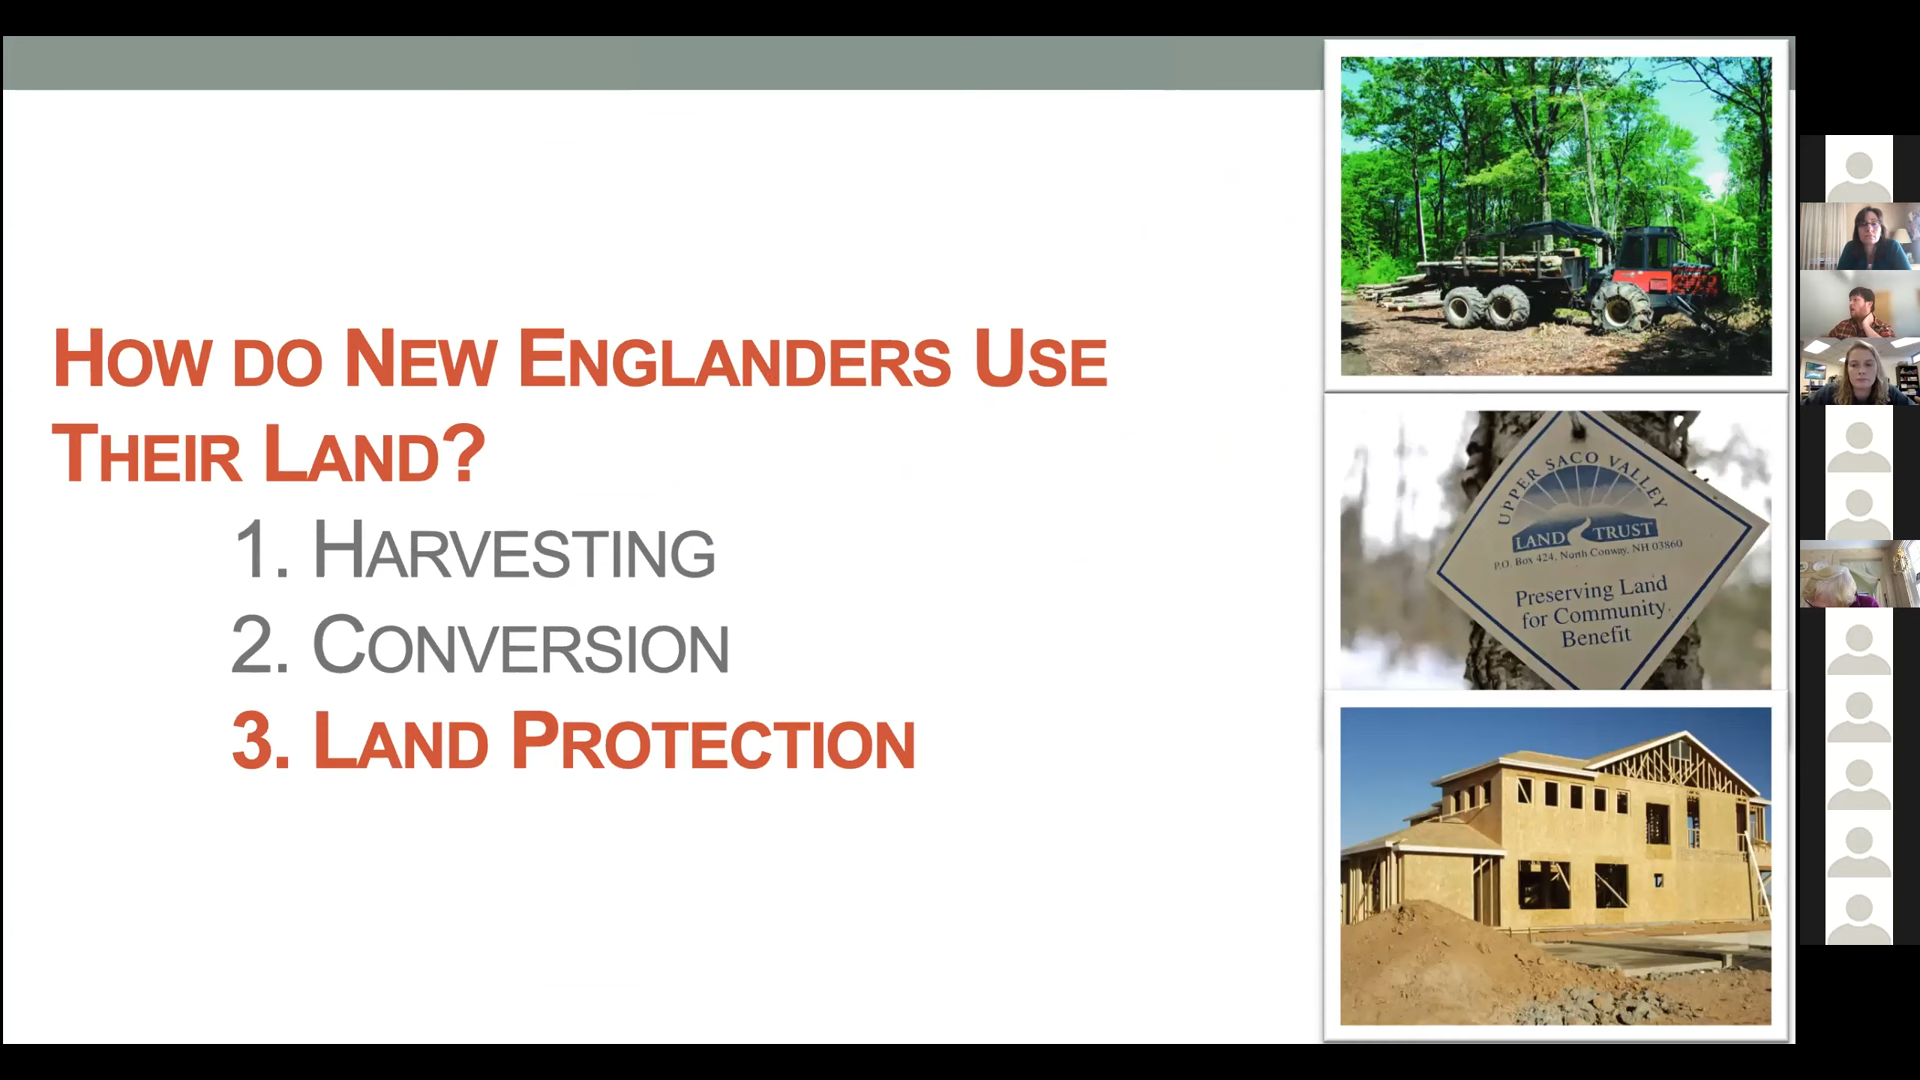 How do New Englanders Use
Their Land?
1. Harvesting
2. Conversion
3. Land Protection
UPPER SACO VALLEY
LAND TRUST
P.O. Box 424, North Conway, NH 03860
Preserving Land
for Community
Benefit